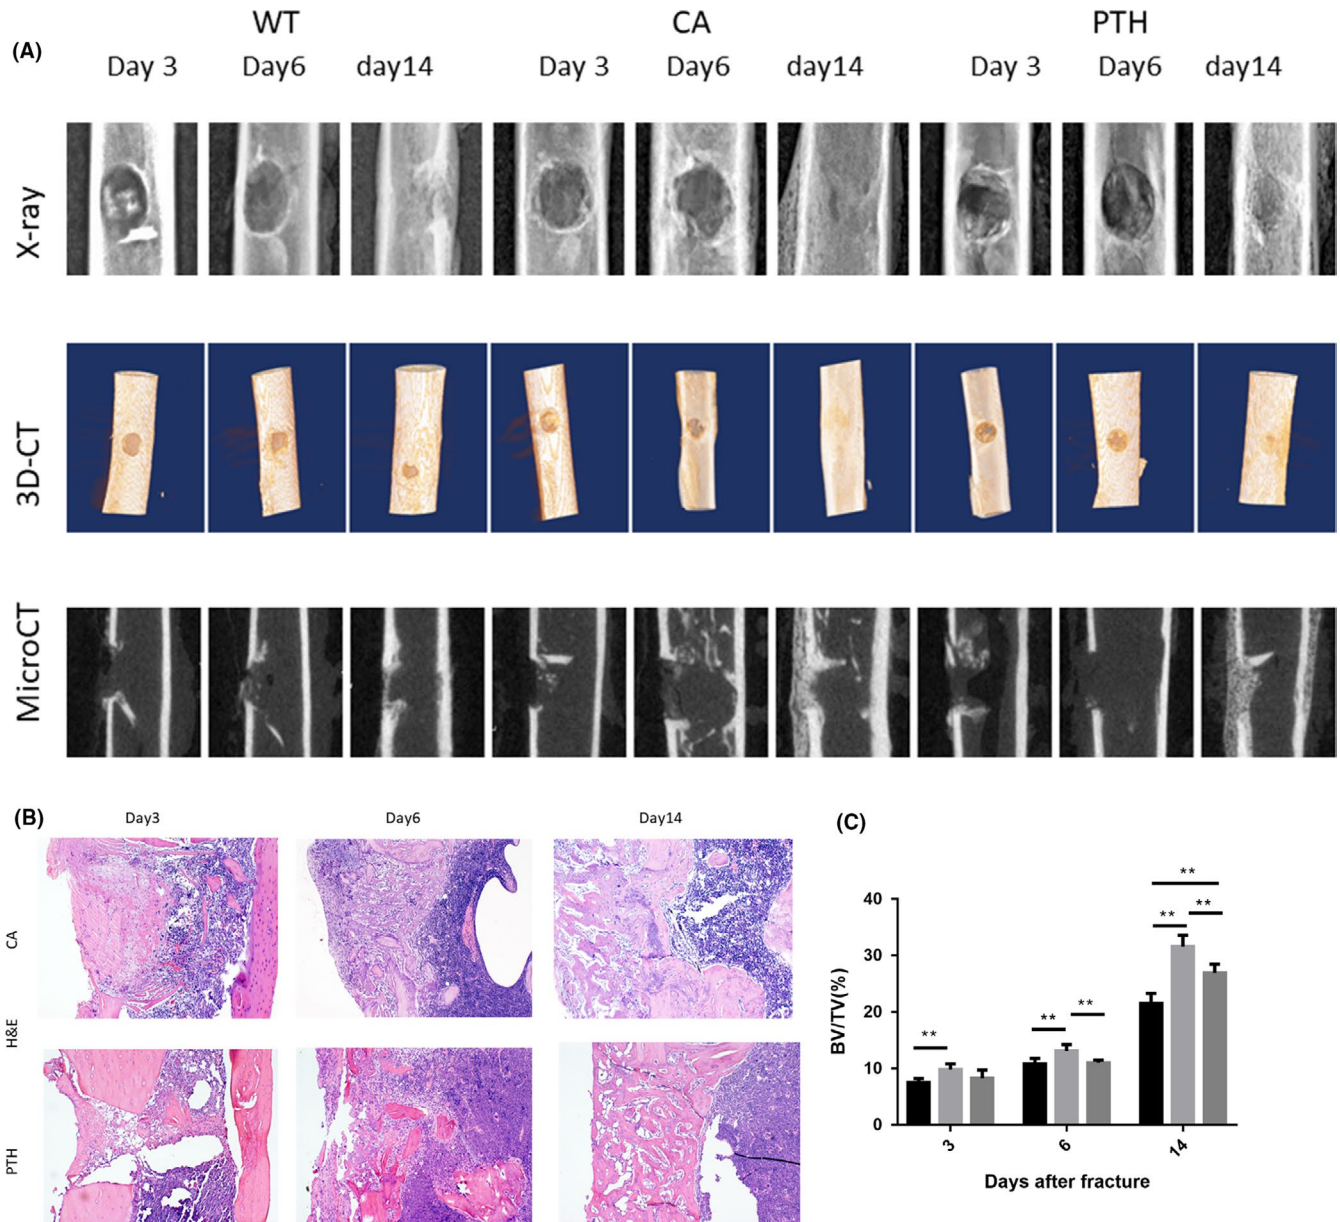 WT CA PTH
(A)
Day 3 Day6 day14 Day 3 Day6 day14 Day 3 Day6 day14
X-ray
3D-CT
MicroCT
(B)
Day3 Day6 Day14
CA
H&E
PTH
(C)
BV/TV(%)
40
30
20
10
0
** ** ** ** ** **
3 6 14
Days after fracture